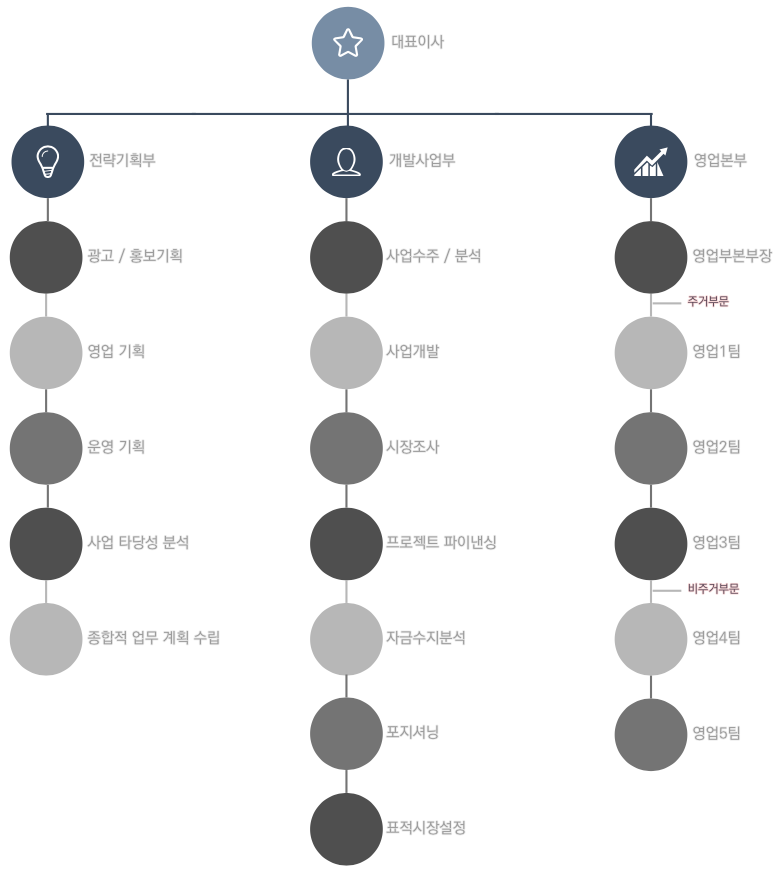 대표이사
전략기획부
개발사업부
영업본부
광고 / 홍보기획
사업수주 / 분석
영업부본부장
주거부문
영업 기획
사업개발
영업1팀
운영 기획
시장조사
영업2팀
사업 타당성 분석
프로젝트 파이낸싱
영업3팀
비주거부문
종합적 업무 계획 수립
자금수지분석
영업4팀
포지셔닝
영업5팀
표적시장설정